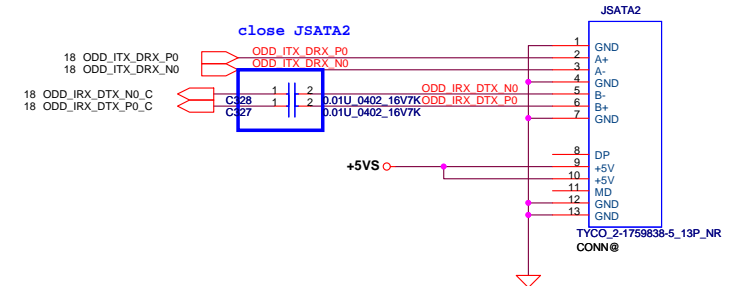 JSATA2
close JSATA2
18 ODD_ITX_DRX_P0 ODD_ITX_DRX_P0 2 A+
1 GND
18 ODD_ITX_DRX_N0 ODD_ITX_DRX_N0 3 A-
4 GND
18 ODD_IRX_DTX_N0_C 1 2 ODD_IRX_DTX_N0 5 B-
C328 0.01U_0402_16V7K
18 ODD_IRX_DTX_P0_C 1 2 ODD_IRX_DTX_P0 6 B+
C327 0.01U_0402_16V7K
7 GND
8 DP
+5VS 9 +5V
10 +5V
11 MD
12 GND
13 GND
TYCO_2-1759838-5_13P_NR
CONN@